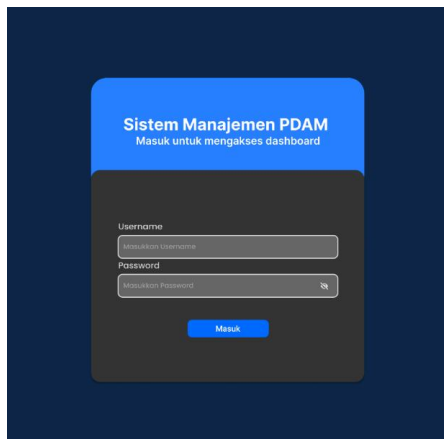 Sistem Manajemen PDAM
Masuk untuk mengakses dashboard
Username
Masukkan Username
Password
Masukkan Password
Masuk